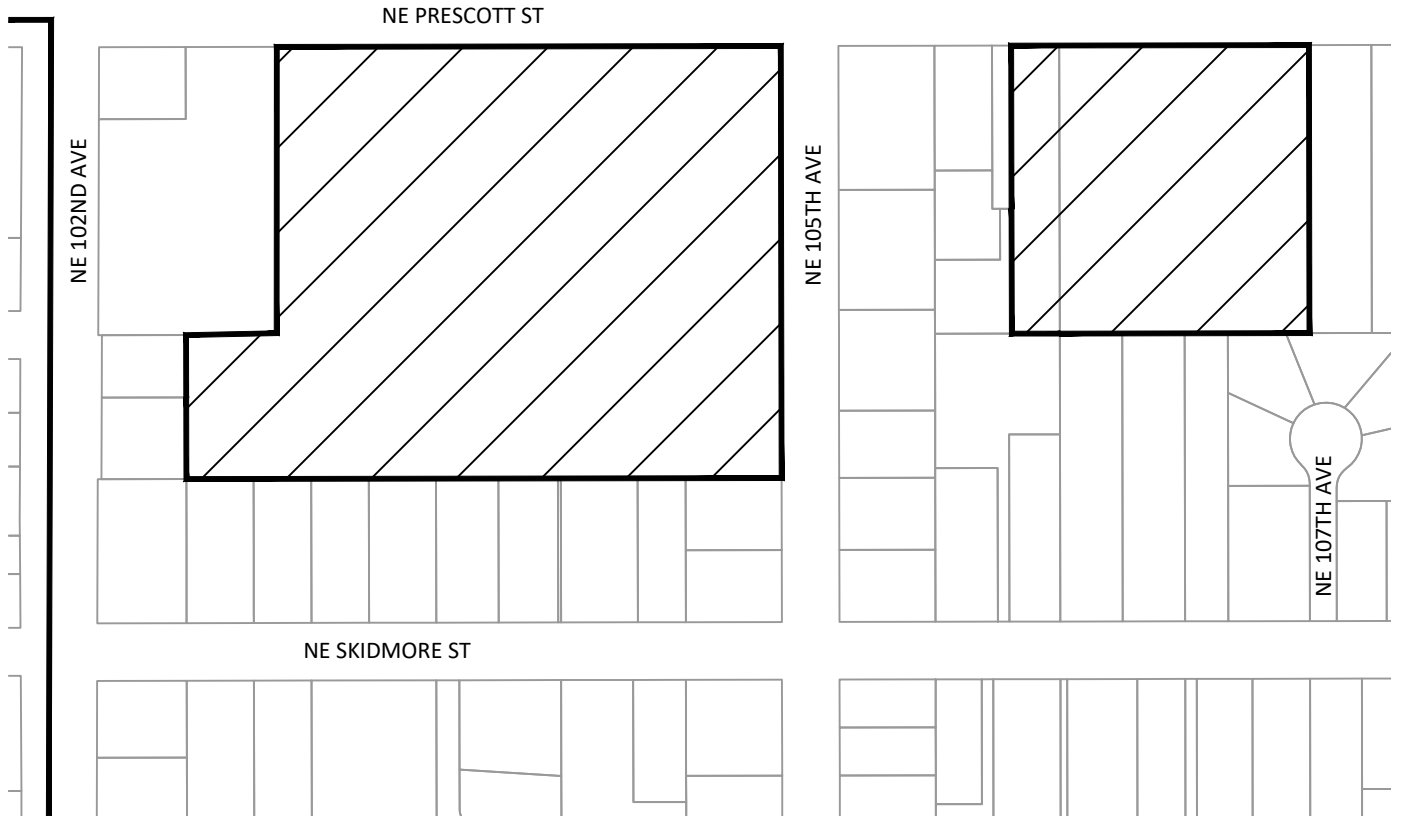 NE PRESCOTT ST
NE 102ND AVE
NE 105TH AVE
NE 107TH AVE
NE SKIDMORE ST